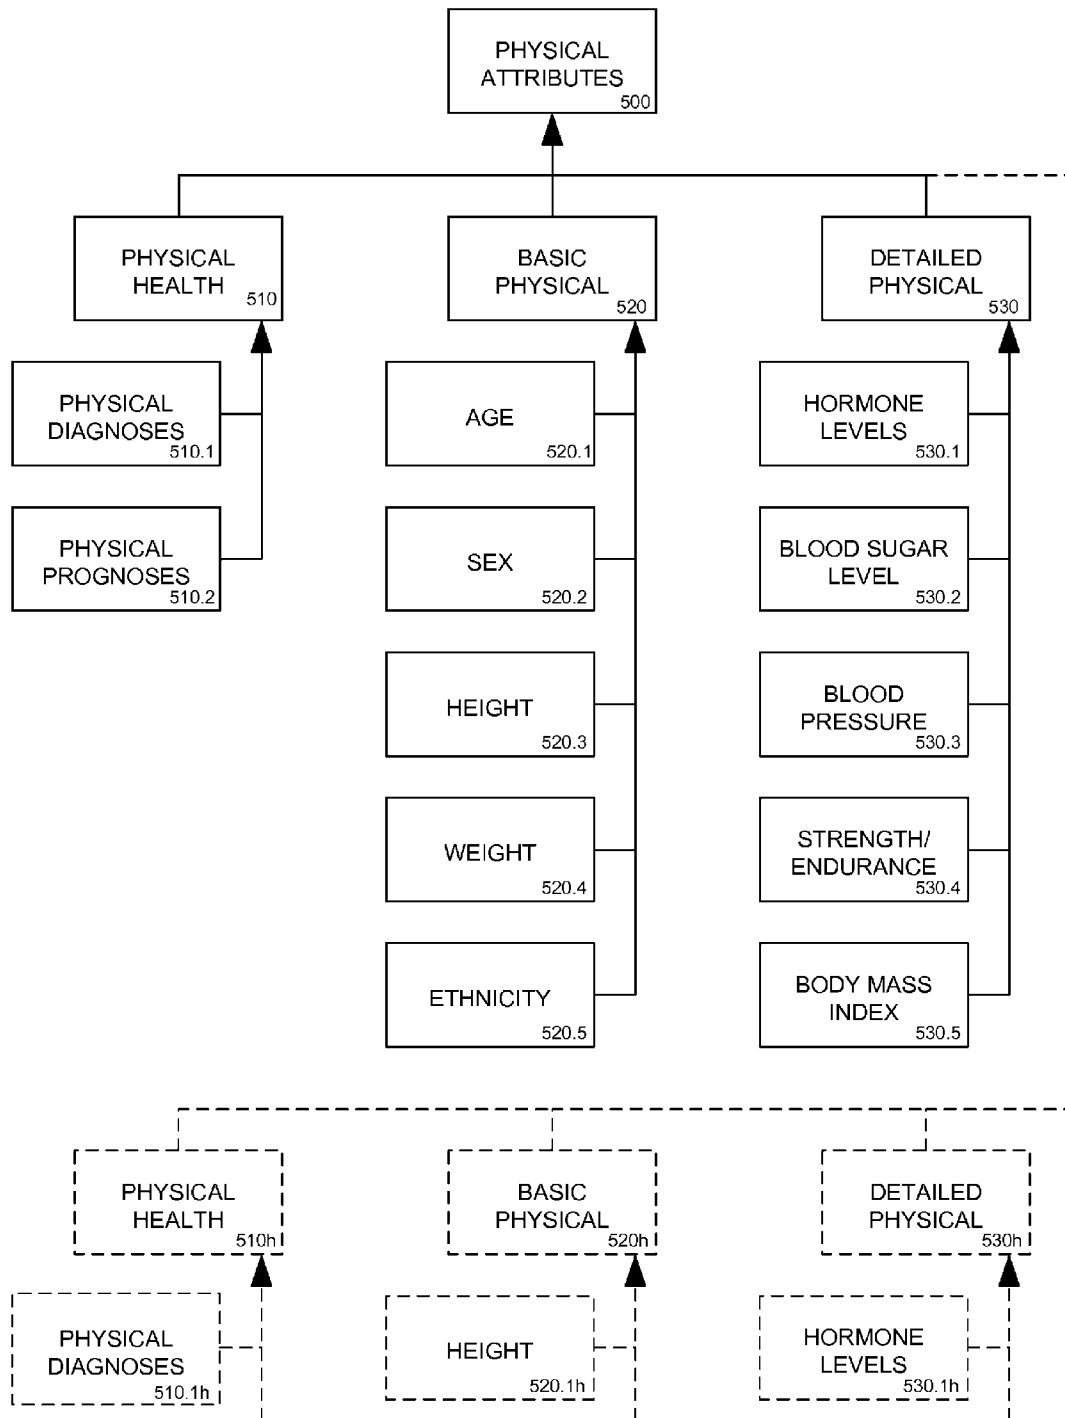 PHYSICAL
ATTRIBUTES
500
PHYSICAL
HEALTH
510
BASIC
PHYSICAL
520
DETAILED
PHYSICAL
530
PHYSICAL
DIAGNOSES
510.1
AGE
520.1
HORMONE
LEVELS
530.1
PHYSICAL
PROGNOSES
510.2
SEX
520.2
BLOOD SUGAR
LEVEL
530.2
HEIGHT
520.3
BLOOD
PRESSURE
530.3
WEIGHT
520.4
STRENGTH/
ENDURANCE
530.4
ETHNICITY
520.5
BODY MASS
INDEX
530.5
PHYSICAL
HEALTH
510h
BASIC
PHYSICAL
520h
DETAILED
PHYSICAL
530h
PHYSICAL
DIAGNOSES
510.1h
HEIGHT
520.1h
HORMONE
LEVELS
530.1h